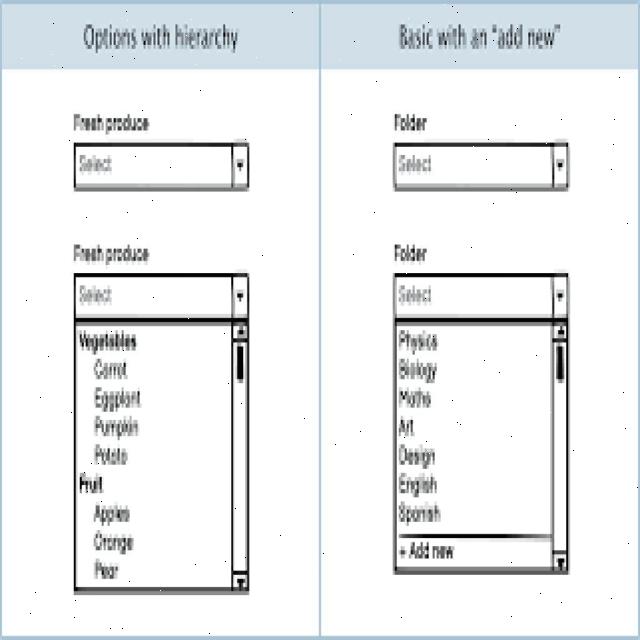 Options with hierarchy
Fresh produce
Select
Fresh produce
Select
Vegetables
Carrot
Eggplant
Pumpkin
Potato
Fruit
Apples
Orange
Pear
Basic with an "add new"
Folder
Select
Folder
Select
Physics
Biology
Maths
Art
Design
English
Spanish
+ Add new